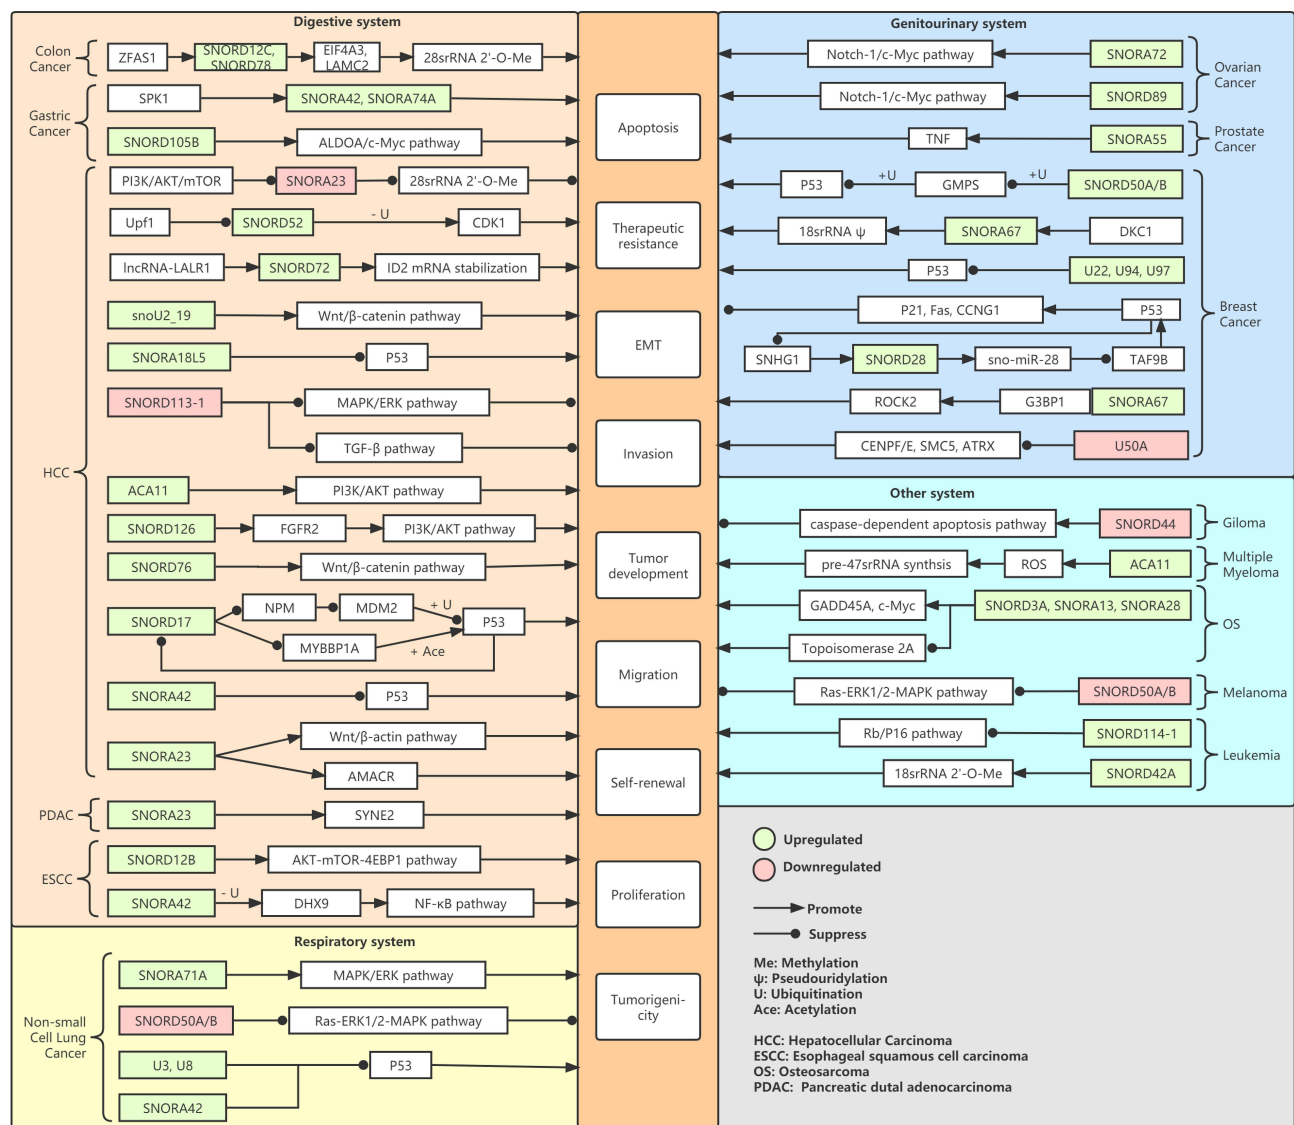 Digestive system
Colon
Cancer
ZFAS1
SNORD12C,
SNORD78
EIF4A3,
LAMC2
28srRNA 2'-O-Me
Gastric
Cancer
SPK1
SNORA42, SNORA74A
SNORD105B
ALDOA/c-Myc pathway
HCC
PI3K/AKT/mTOR
SNORA23
28srRNA 2'-O-Me
Upf1
SNORD52
- U
CDK1
lncRNA-LALR1
SNORD72
ID2 mRNA stabilization
snoU2_19
Wnt/β-catenin pathway
SNORA18L5
P53
SNORD113-1
MAPK/ERK pathway
TGF-β pathway
ACA11
PI3K/AKT pathway
SNORD126
FGFR2
PI3K/AKT pathway
SNORD76
Wnt/β-catenin pathway
SNORD17
NPM
MDM2
+ U
P53
MYBBP1A
+ Ace
SNORA42
P53
SNORA23
Wnt/β-actin pathway
AMACR
PDAC
SNORA23
SYNE2
ESCC
SNORD12B
AKT-mTOR-4EBP1 pathway
SNORA42
- U
DHX9
NF-κB pathway
Respiratory system
Non-small
Cell Lung
Cancer
SNORA71A
MAPK/ERK pathway
SNORD50A/B
Ras-ERK1/2-MAPK pathway
U3, U8
P53
SNORA42
Apoptosis
Therapeutic
resistance
EMT
Invasion
Tumor
development
Migration
Self-renewal
Proliferation
Tumorigeni-
city
Genitourinary system
Notch-1/c-Myc pathway
SNORA72
Ovarian
Cancer
Notch-1/c-Myc pathway
SNORD89
TNF
SNORA55
Prostate
Cancer
P53
+U
GMPS
+U
SNORD50A/B
18srRNA ψ
SNORA67
DKC1
P53
U22, U94, U97
P21, Fas, CCNG1
P53
Breast
Cancer
SNHG1
SNORD28
sno-miR-28
TAF9B
ROCK2
G3BP1
SNORA67
CENPF/E, SMC5, ATRX
U50A
Other system
caspase-dependent apoptosis pathway
SNORD44
Giloma
pre-47srRNA synthsis
ROS
ACA11
Multiple
Myeloma
GADD45A, c-Myc
SNORD3A, SNORA13, SNORA28
OS
Topoisomerase 2A
Ras-ERK1/2-MAPK pathway
SNORD50A/B
Melanoma
Rb/P16 pathway
SNORD114-1
Leukemia
18srRNA 2'-O-Me
SNORD42A
Upregulated
Downregulated
Promote
Suppress
Me: Methylation
ψ: Pseudouridylation
U: Ubiquitination
Ace: Acetylation
HCC: Hepatocellular Carcinoma
ESCC: Esophageal squamous cell carcinoma
OS: Osteosarcoma
PDAC: Pancreatic dutal adenocarcinoma